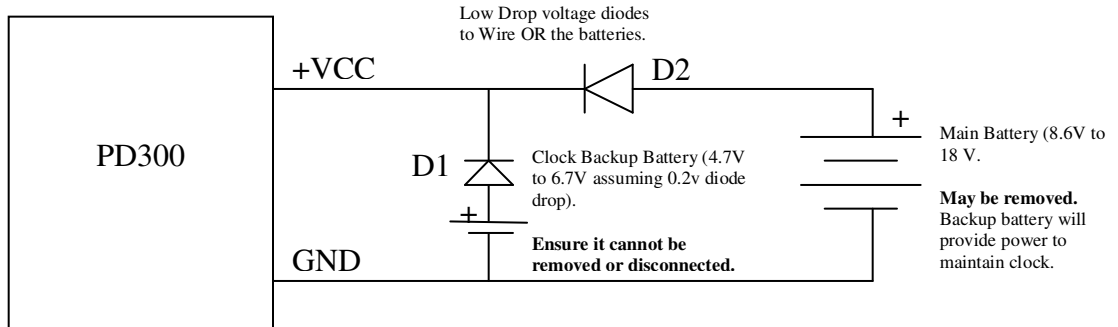 Low Drop voltage diodes
to Wire OR the batteries.
+VCC
D2
PD300
D1
Clock Backup Battery (4.7V
to 6.7V assuming 0.2v diode
drop).
+
Ensure it cannot be
removed or disconnected.
GND
+
Main Battery (8.6V to
18 V.
May be removed.
Backup battery will
provide power to
maintain clock.